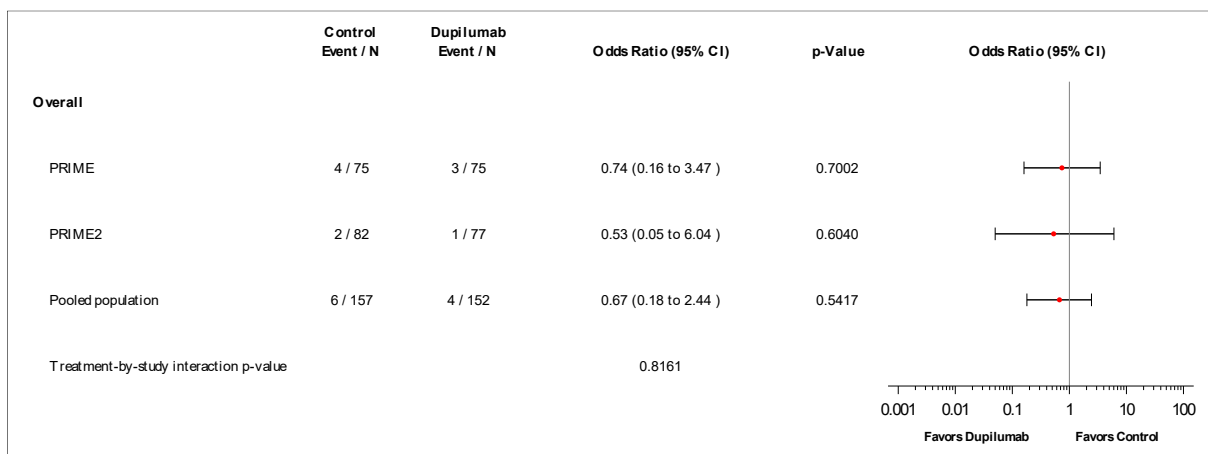 Control Dupilumab
Event / N Event / N Odds Ratio (95% CI) p-Value Odds Ratio (95% CI)
Overall
PRIME 4 / 75 3 / 75 0.74 (0.16 to 3.47 ) 0.7002
PRIME2 2 / 82 1 / 77 0.53 (0.05 to 6.04 ) 0.6040
Pooled population 6 / 157 4 / 152 0.67 (0.18 to 2.44 ) 0.5417
Treatment-by-study interaction p-value 0.8161
0.001 0.01 0.1 1 10 100
Favors Dupilumab Favors Control